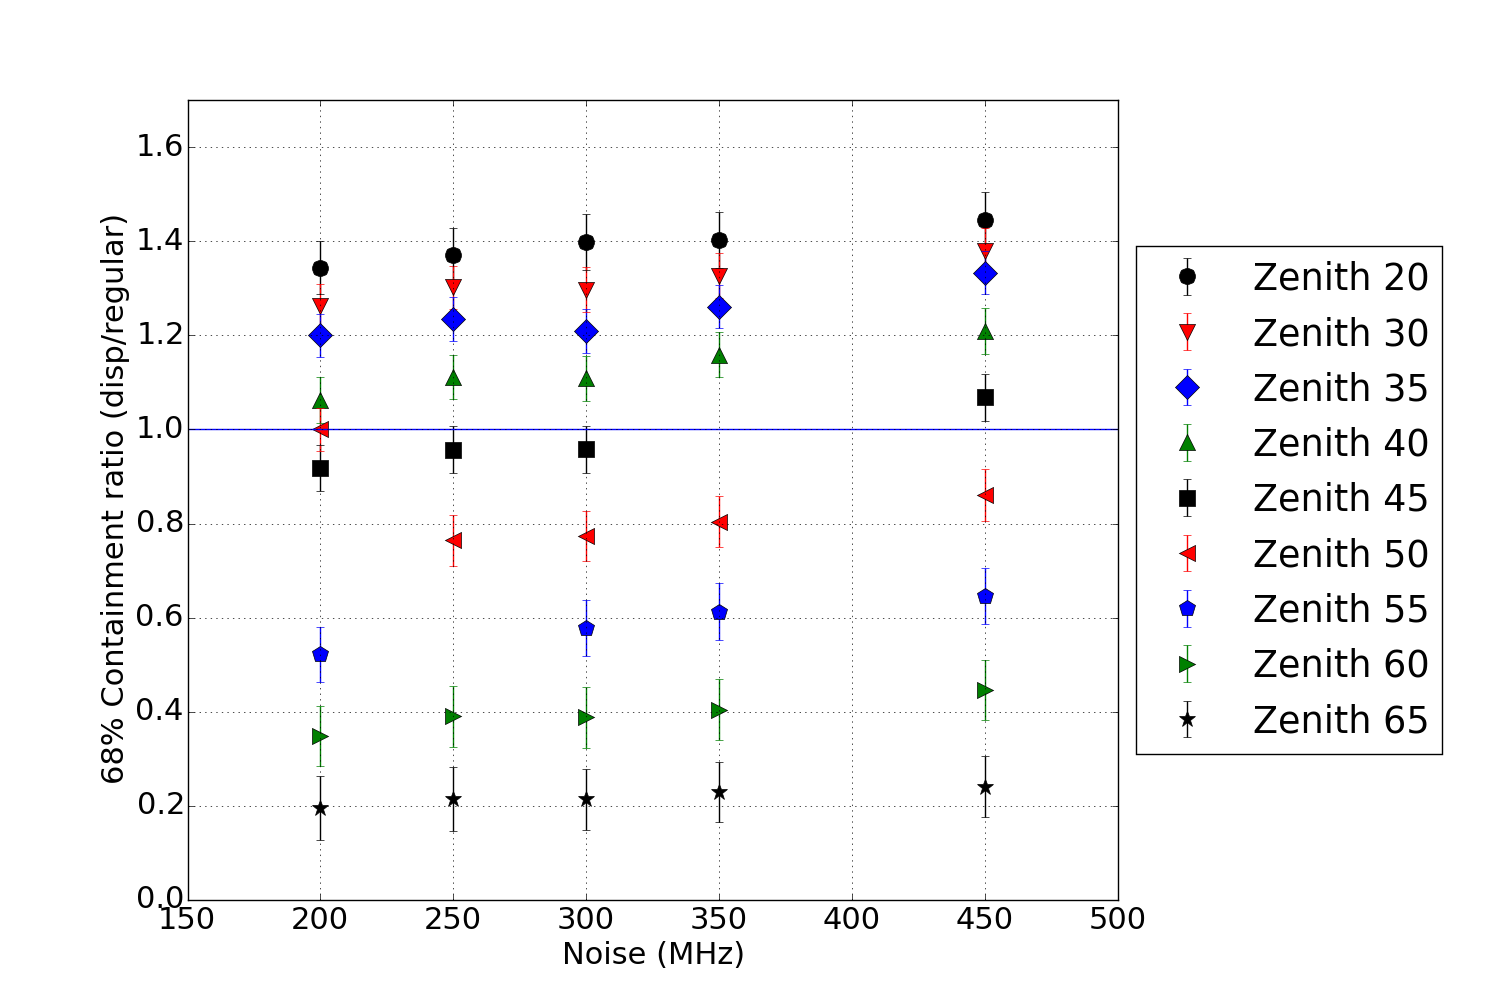 1.6
1.4
1.2
1.0
0.8
0.6
0.4
0.2
0.0
68% Containment ratio (disp/regular)
150 200 250 300 350 400 450 500
Noise (MHz)
Zenith 20
Zenith 30
Zenith 35
Zenith 40
Zenith 45
Zenith 50
Zenith 55
Zenith 60
Zenith 65